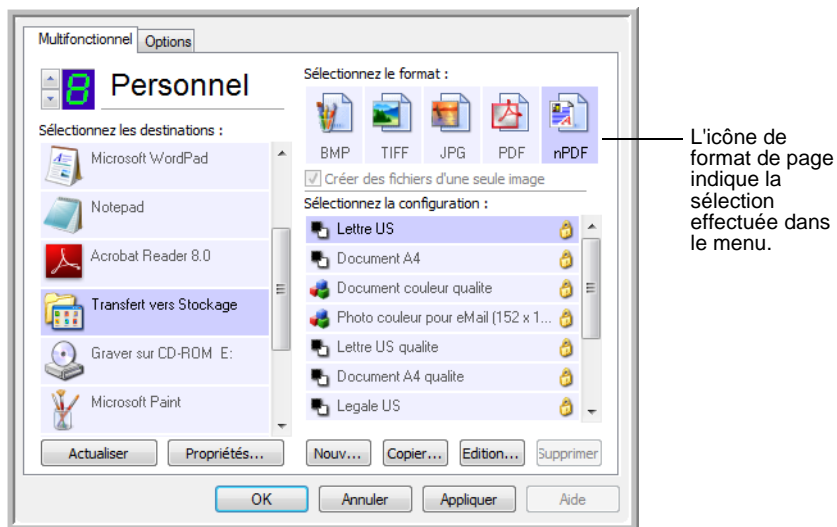 Multifonctionnel
Options
8 Personnel
Sélectionnez les destinations :
Microsoft WordPad
Notepad
Acrobat Reader 8.0
Transfert vers Stockage
Graver sur CD-ROM  E:
Microsoft Paint
Actualiser
Propriétés...
Sélectionnez le format :
BMP TIFF JPG PDF nPDF
Créer des fichiers d'une seule image
Sélectionnez la configuration :
Lettre US
Document A4
Document couleur qualite
Photo couleur pour eMail (152 x 1...
Lettre US qualite
Document A4 qualite
Legale US
Nouv... Copier... Edition... Supprimer
OK Annuler Appliquer Aide
L'icône de
format de page
indique la
sélection
effectuée dans
le menu.